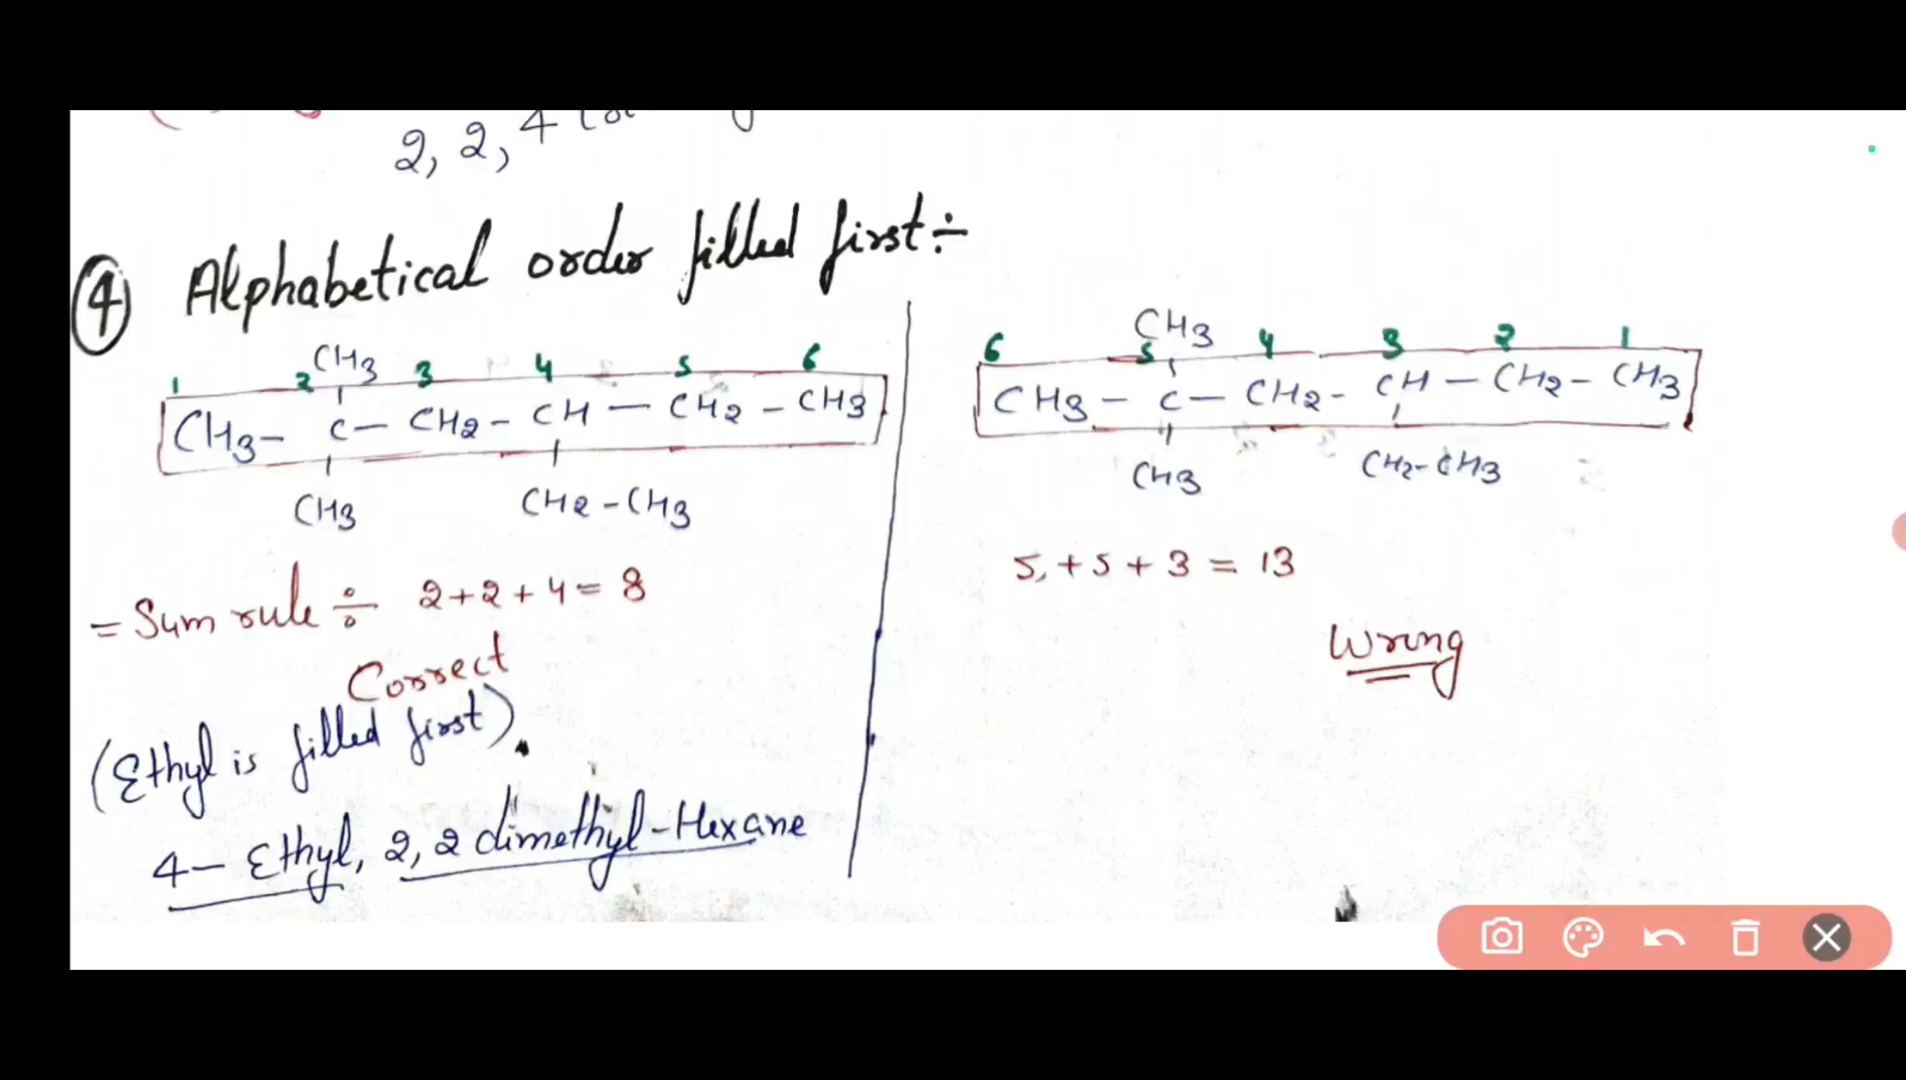 2, 2, 4
④ Alphabetical order filled first÷
1 2 3 4 5 6
CH3
CH3 - C - CH2 - CH - CH2 - CH3
CH3 CH2 - CH3
= Sum rule ÷ 2+2+4= 8
Correct
(Ethyl is filled first)
4- Ethyl, 2, 2 dimethyl-Hexane
6 5 4 3 2 1
CH3
CH3 - C - CH2 - CH - CH2 - CH3
CH3 CH2-CH3
5,+5+3 = 13
Wrong